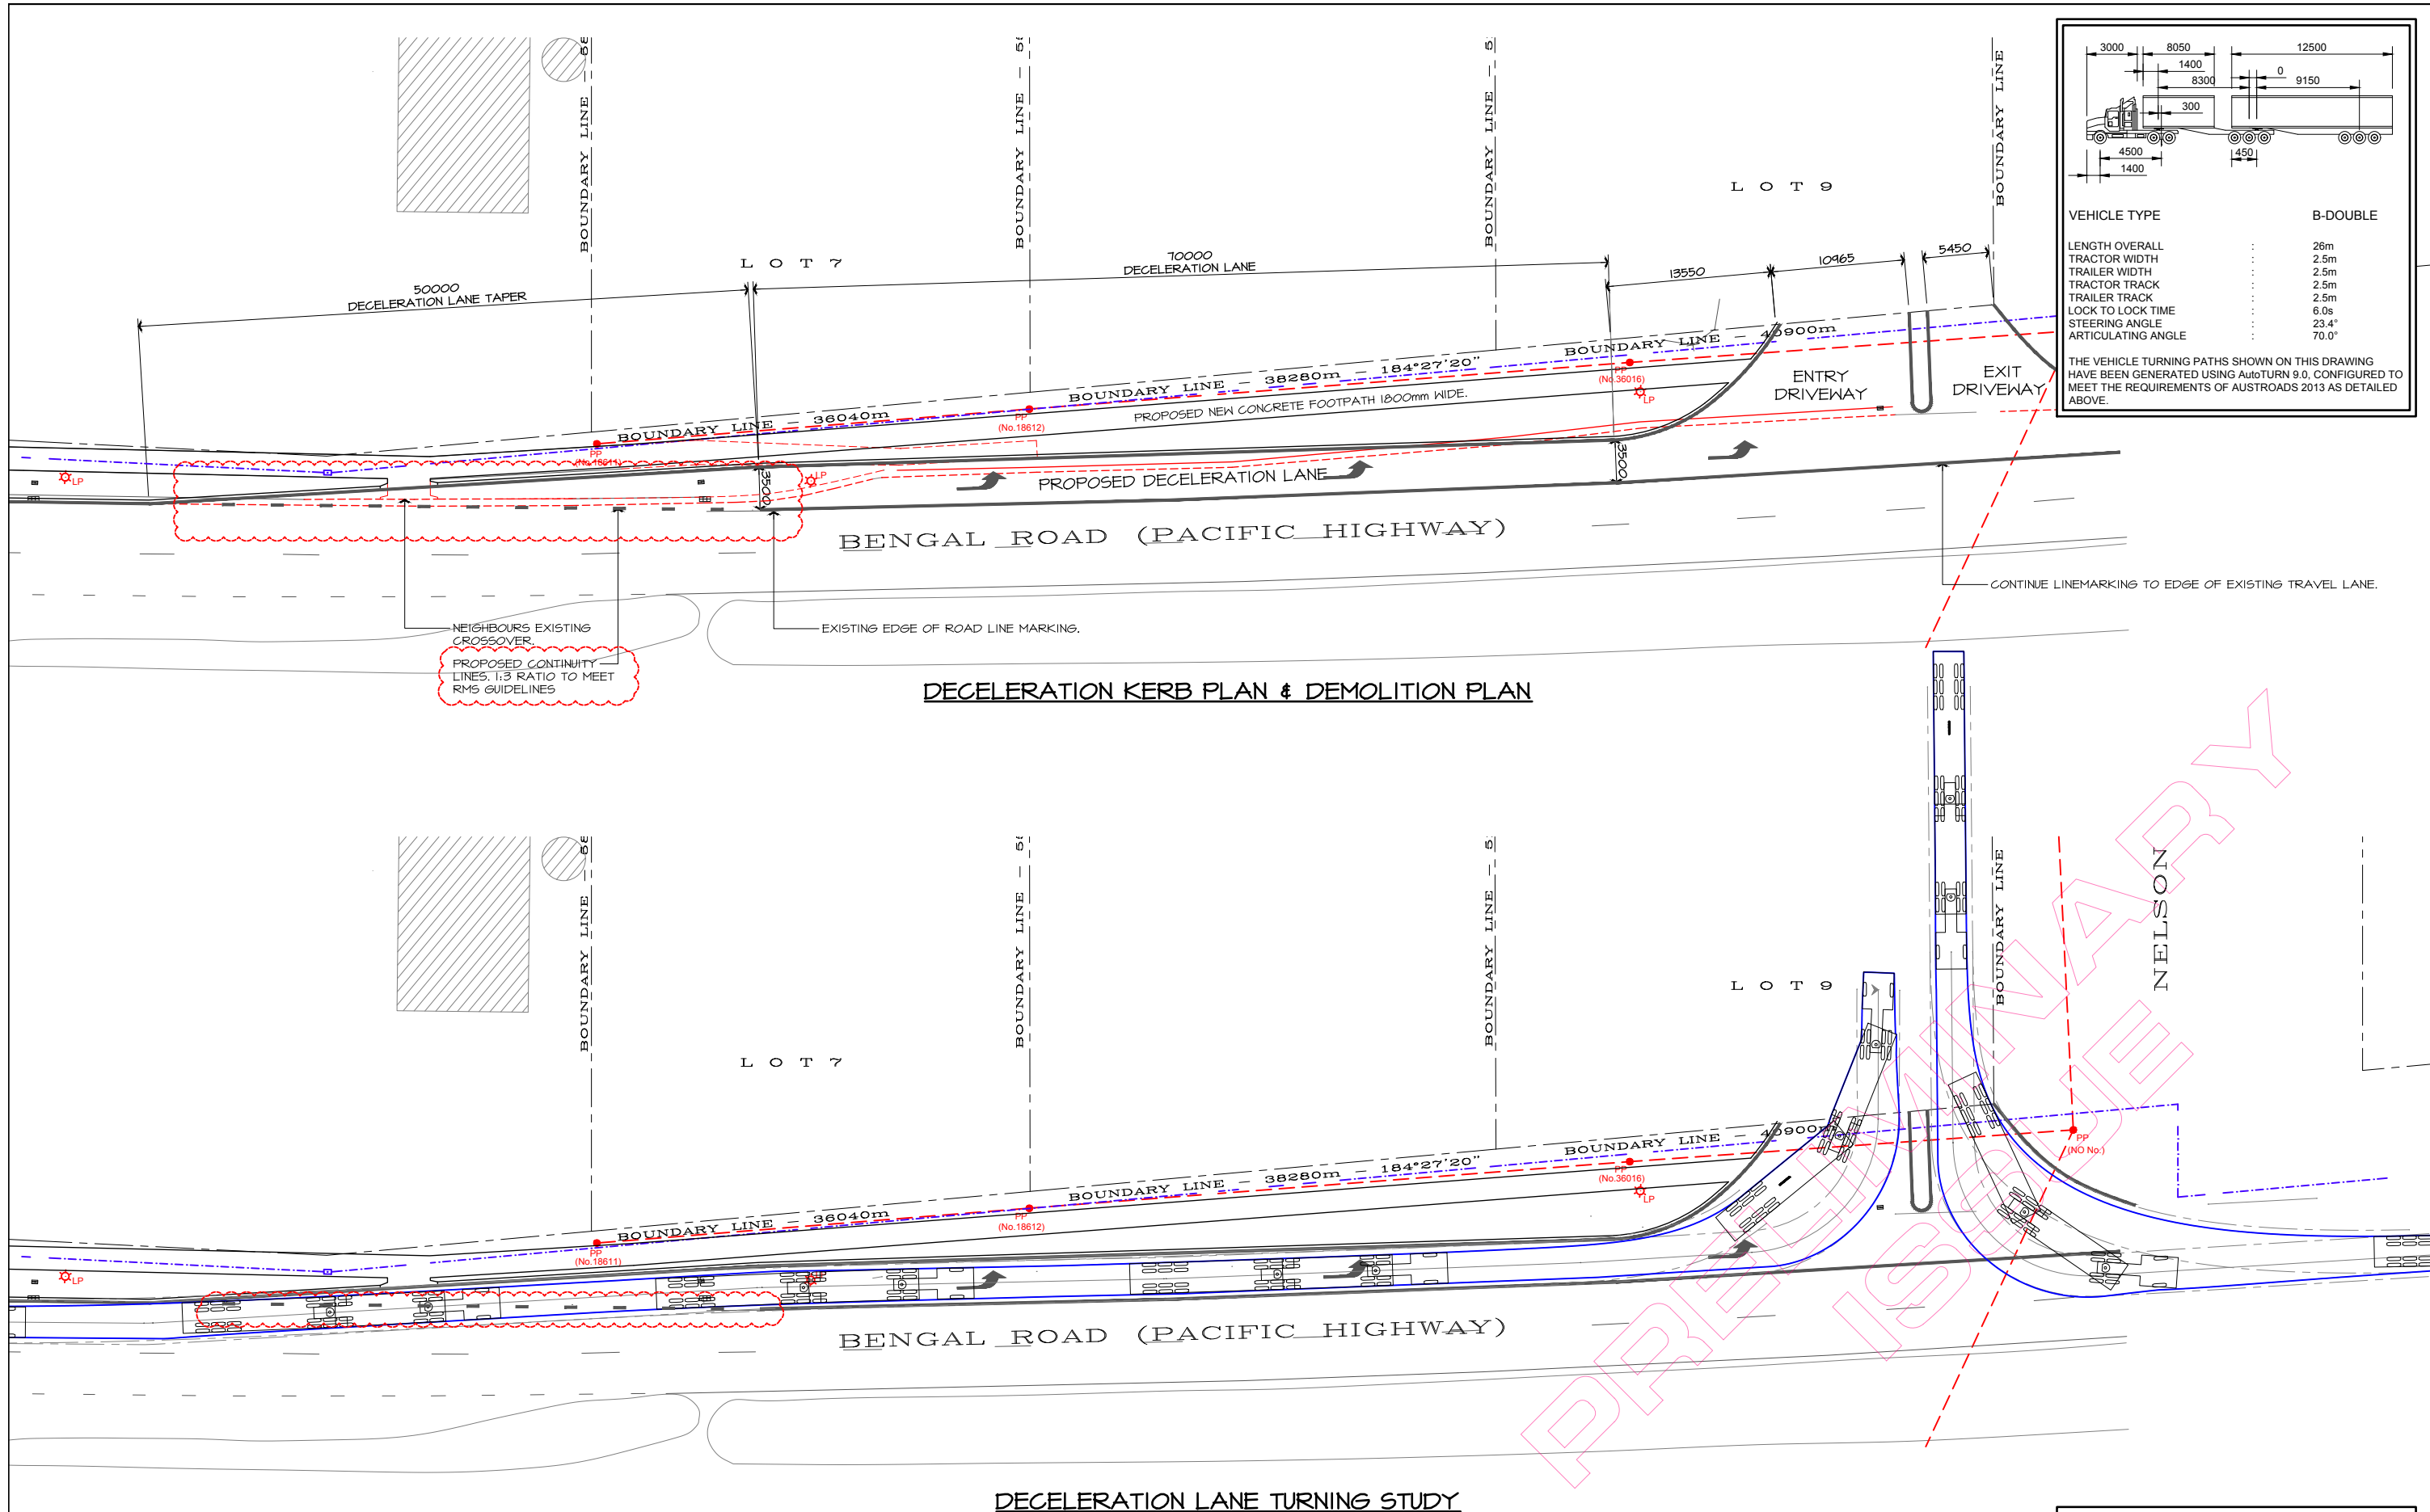 3000
8050
12500
1400
0
8300
9150
300
4500
450
1400
VEHICLE TYPE B-DOUBLE
LENGTH OVERALL : 26m
TRACTOR WIDTH : 2.5m
TRAILER WIDTH : 2.5m
TRACTOR TRACK : 2.5m
TRAILER TRACK : 2.5m
LOCK TO LOCK TIME : 6.0s
STEERING ANGLE : 23.4°
ARTICULATING ANGLE : 70.0°
THE VEHICLE TURNING PATHS SHOWN ON THIS DRAWING
HAVE BEEN GENERATED USING AutoTURN 9.0, CONFIGURED TO
MEET THE REQUIREMENTS OF AUSTROADS 2013 AS DETAILED
ABOVE.
BOUNDARY LINE
BOUNDARY LINE
BOUNDARY LINE
BOUNDARY LINE
LOT 9
LOT 7
50000
DECELERATION LANE TAPER
70000
DECELERATION LANE
13550
10965
5450
BOUNDARY LINE - 36040m
BOUNDARY LINE - 38280m - 184°27'20"
BOUNDARY LINE - 40900m
PP
(No.18611)
PP
(No.18612)
PP
(No.36016)
LP
LP
LP
PROPOSED NEW CONCRETE FOOTPATH 1800mm WIDE.
ENTRY
DRIVEWAY
EXIT
DRIVEWAY
3500
3500
PROPOSED DECELERATION LANE
BENGAL ROAD (PACIFIC HIGHWAY)
CONTINUE LINEMARKING TO EDGE OF EXISTING TRAVEL LANE.
NEIGHBOURS EXISTING
CROSSOVER.
EXISTING EDGE OF ROAD LINE MARKING.
PROPOSED CONTINUITY
LINES. 1:3 RATIO TO MEET
RMS GUIDELINES
DECELERATION KERB PLAN & DEMOLITION PLAN
BOUNDARY LINE
BOUNDARY LINE
BOUNDARY LINE
BOUNDARY LINE
NELSON
LOT 9
LOT 7
BOUNDARY LINE - 36040m
BOUNDARY LINE - 38280m - 184°27'20"
BOUNDARY LINE - 40900m
PP
(No.18611)
PP
(No.18612)
PP
(No.36016)
PP
(NO No.)
LP
LP
BENGAL ROAD (PACIFIC HIGHWAY)
PRELIMINARY
ISSUE
DECELERATION LANE TURNING STUDY